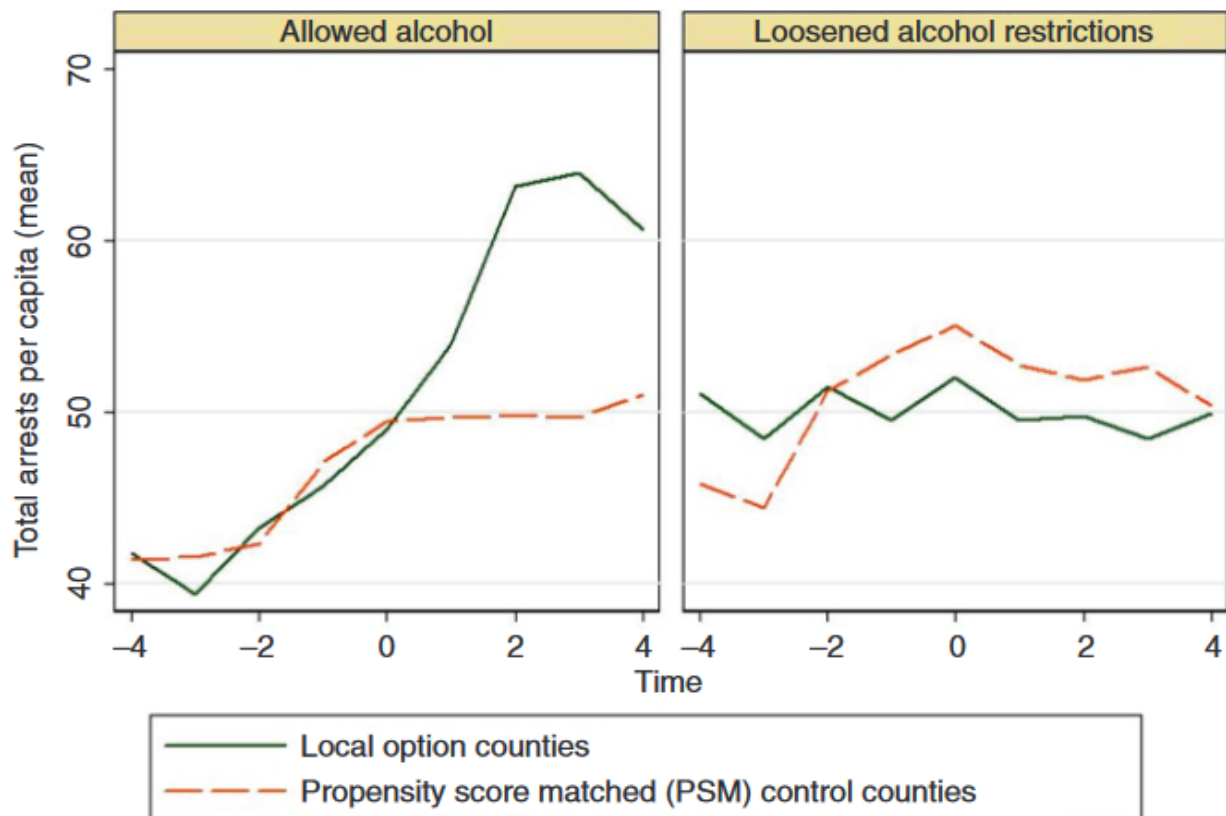 Allowed alcohol
Loosened alcohol restrictions
Total arrests per capita (mean)
70
60
50
40
–4 –2 0 2 4
–4 –2 0 2 4
Time
Local option counties
Propensity score matched (PSM) control counties